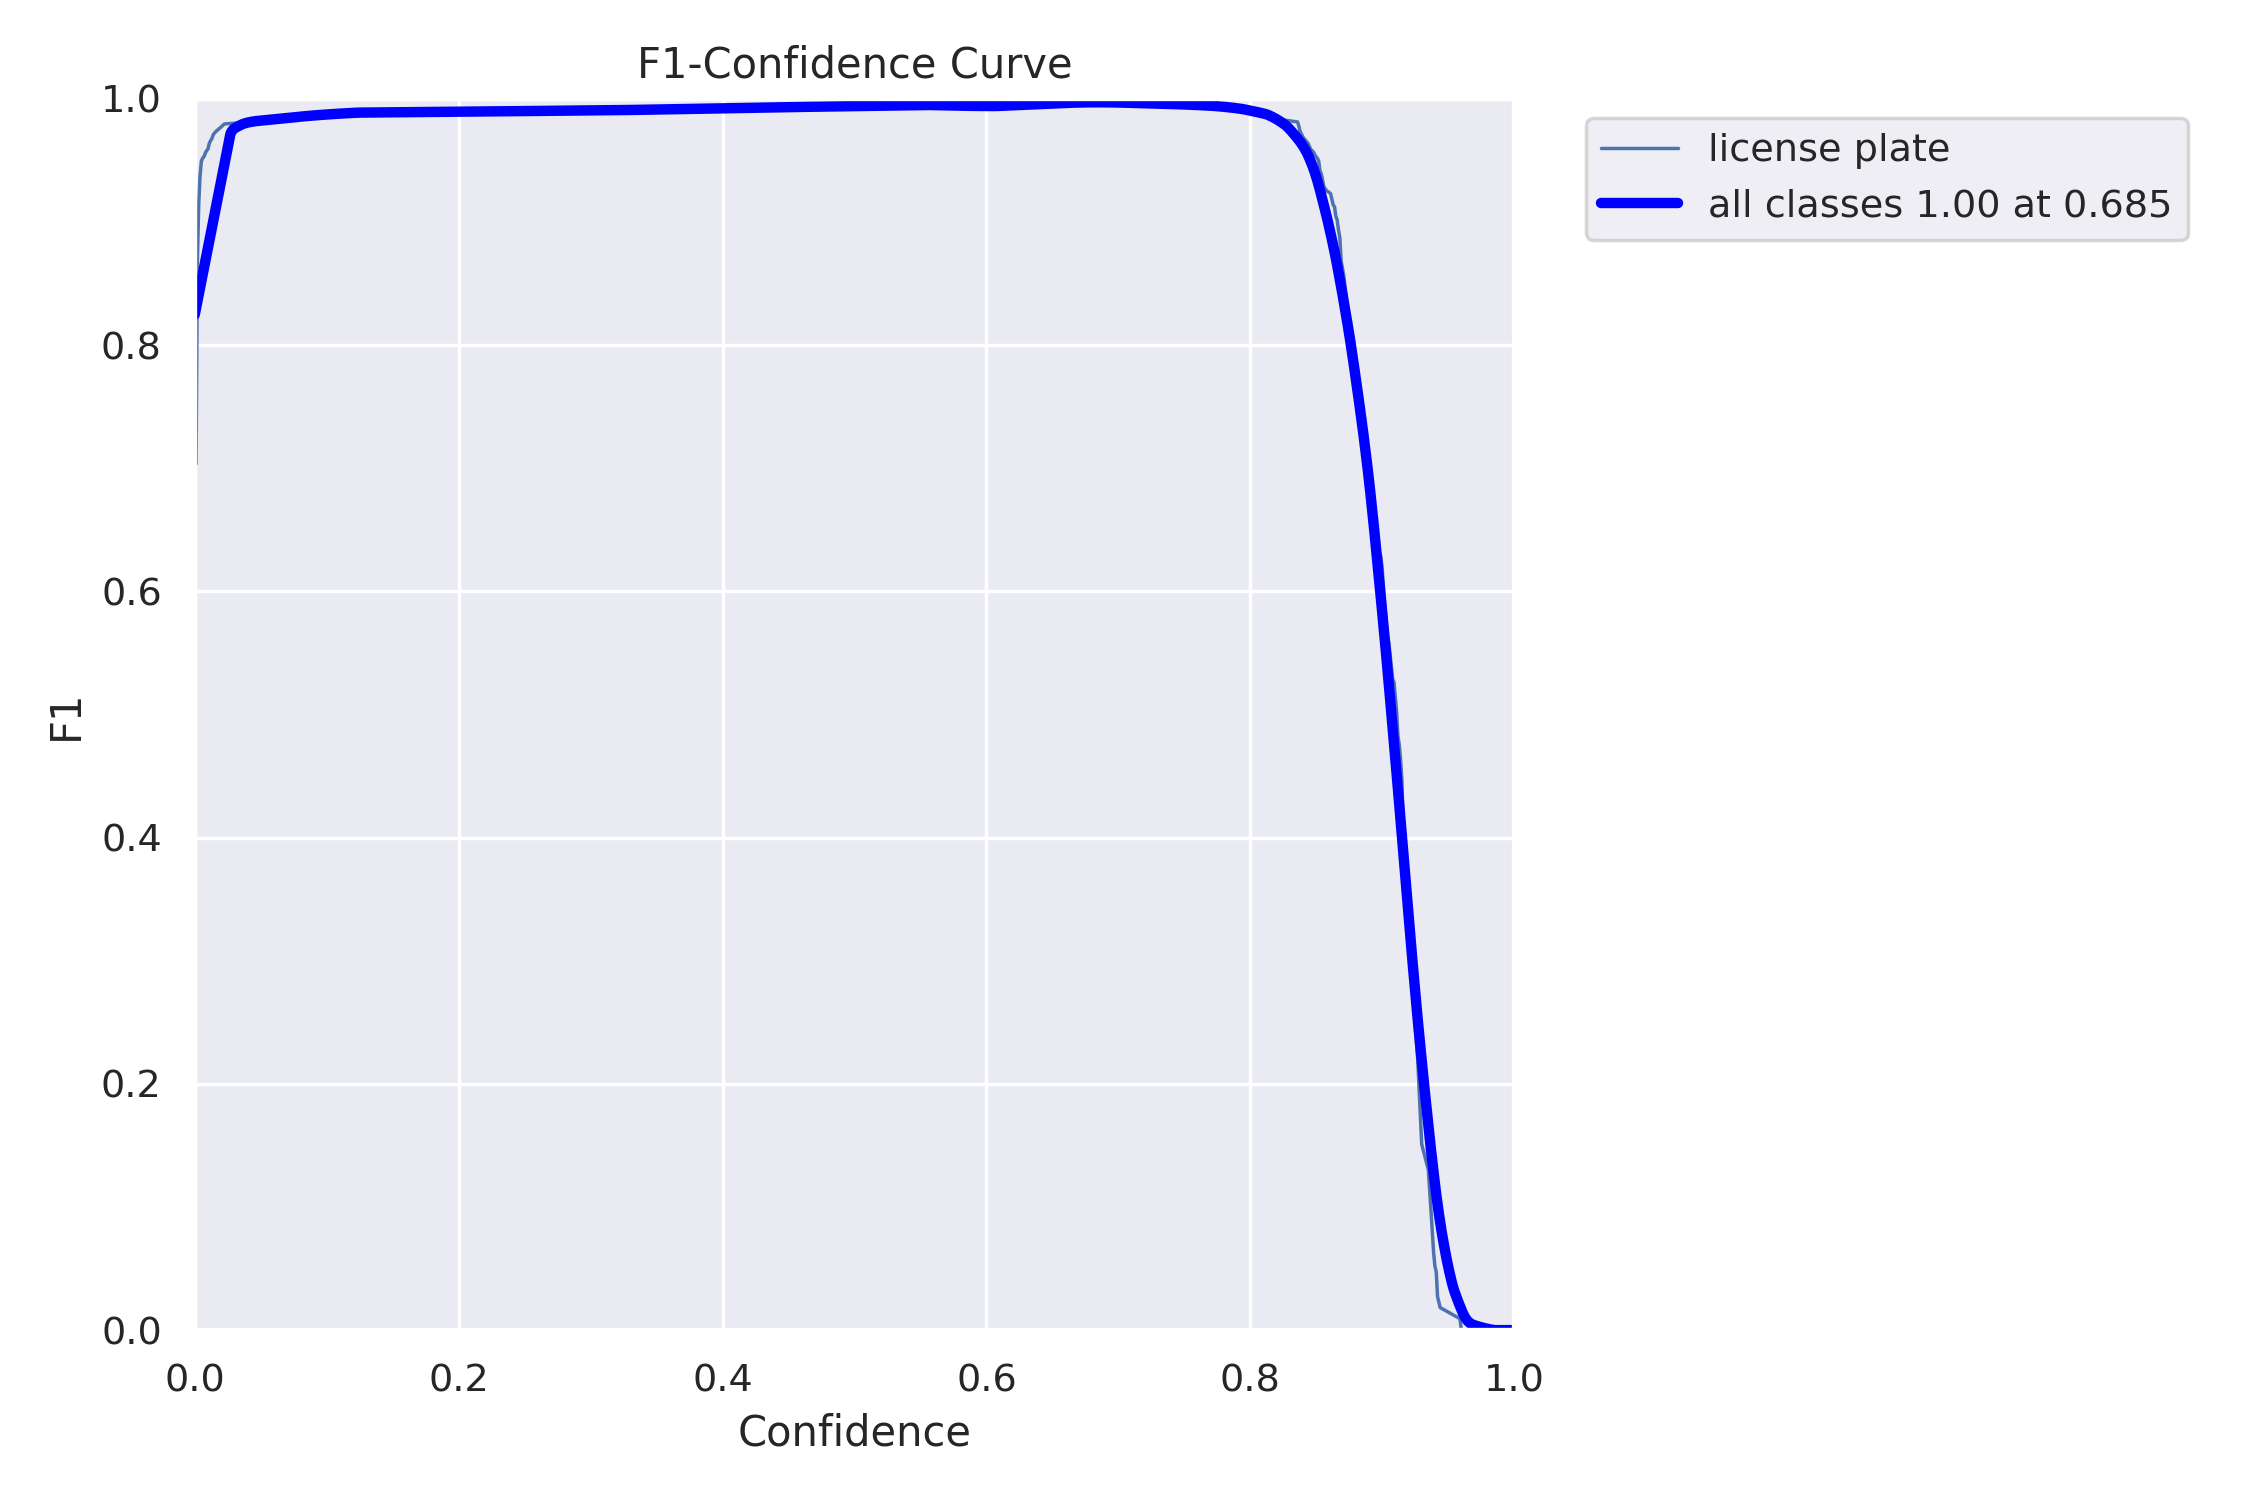 F1-Confidence Curve
1.0
0.8
0.6
0.4
0.2
0.0
F1
0.0 0.2 0.4 0.6 0.8 1.0
Confidence
license plate
all classes 1.00 at 0.685